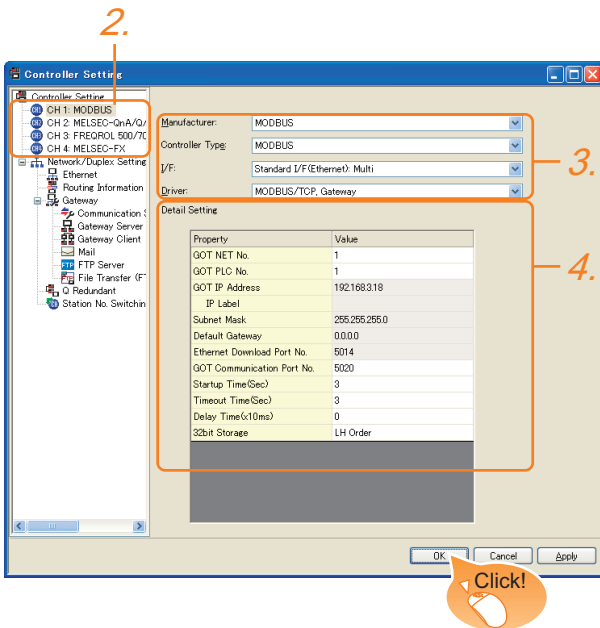 2.
Controller Setting
Controller Setting
CH 1: MODBUS
CH 2: MELSEC-QnA/Q/
CH 3: FREQROL 500/70
CH 4: MELSEC-FX
Network/Duplex Setting
Ethernet
Routing Information
Gateway
Communication S
Gateway Server
Gateway Client
Mail
FTP Server
File Transfer (F
Q Redundant
Station No. Switchin
Manufacturer: MODBUS
Controller Type: MODBUS
I/F: Standard I/F(Ethernet): Multi
Driver: MODBUS/TCP, Gateway
3.
Detail Setting
4.
Property Value
GOT NET No. 1
GOT PLC No. 1
GOT IP Address 192.168.3.18
IP Label
Subnet Mask 255.255.255.0
Default Gateway 0.0.0.0
Ethernet Download Port No. 5014
GOT Communication Port No. 5020
Startup Time(Sec) 3
Timeout Time(Sec) 3
Delay Time(x10ms) 0
32bit Storage LH Order
OK Cancel Apply
Click!